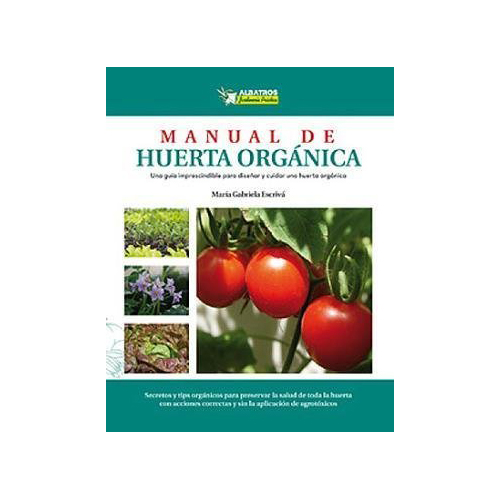 ALBATROS
MANUAL DE
HUERTA ORGÁNICA
Una guía imprescindible para diseñar y cuidar una huerta orgánica
María Gabriela Escrivá
Secretos y tips orgánicos para preservar la salud de toda la huerta
con acciones correctas y sin la aplicación de agrotóxicos